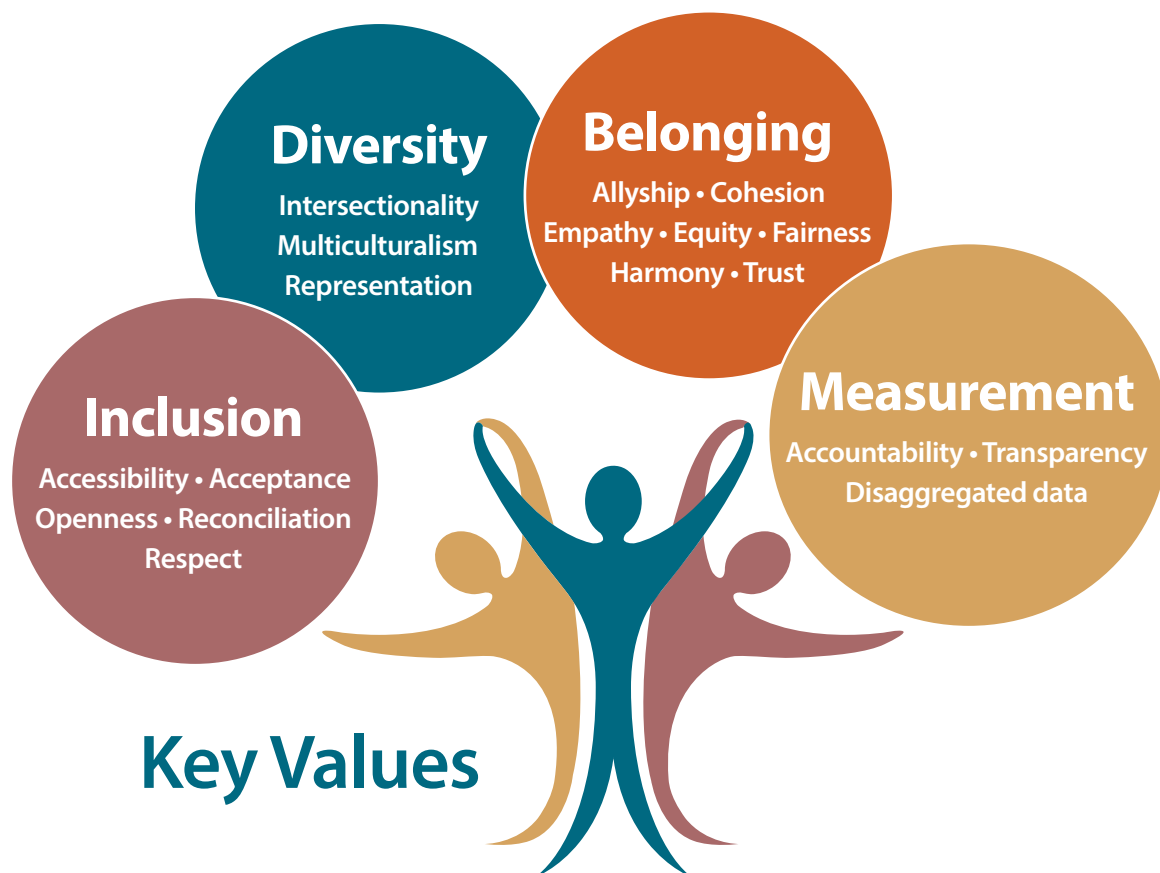 Diversity
Intersectionality
Multiculturalism
Representation
Belonging
Allyship • Cohesion
Empathy • Equity • Fairness
Harmony • Trust
Inclusion
Accessibility • Acceptance
Openness • Reconciliation
Respect
Measurement
Accountability • Transparency
Disaggregated data
Key Values